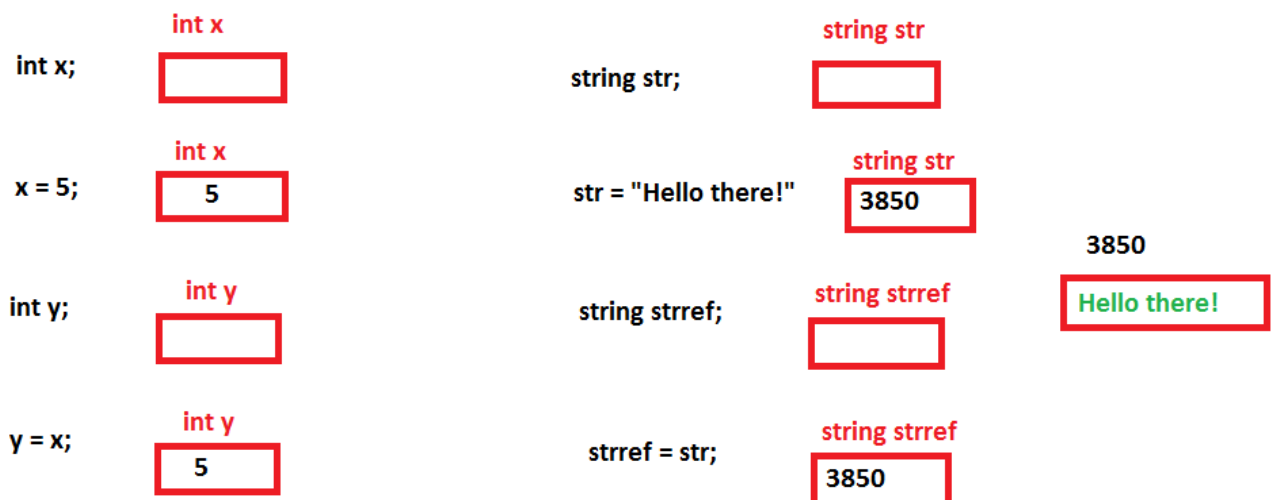 int x
int x;
int x
x = 5;
5
int y
int y;
int y
y = x;
5
string str
string str;
string str
str = "Hello there!"
3850
3850
Hello there!
string strref
string strref;
string strref
strref = str;
3850